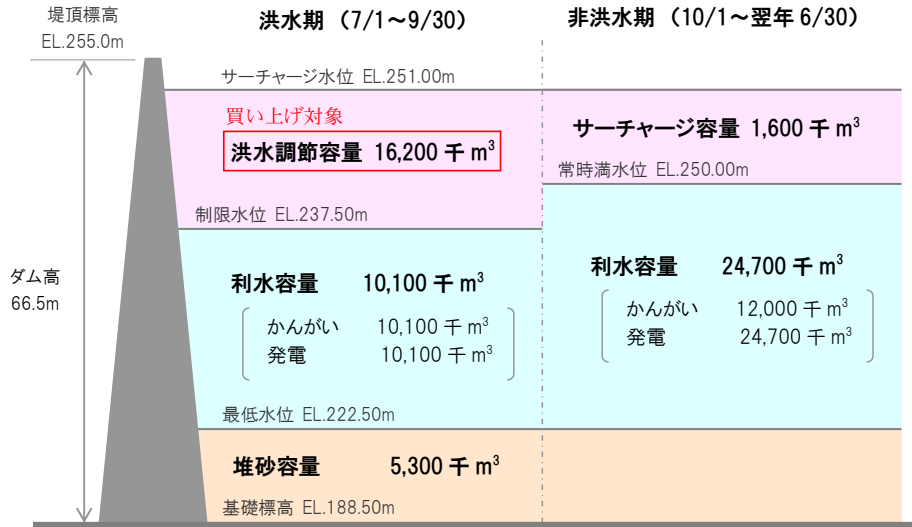 堤頂標高
EL.255.0m
洪水期 (7/1~9/30)
非洪水期 (10/1~翌年6/30)
サーチャージ水位 EL.251.00m
買い上げ対象
洪水調節容量 16,200 千 m³
サーチャージ容量 1,600 千 m³
常時満水位 EL.250.00m
制限水位 EL.237.50m
ダム高
66.5m
利水容量 10,100 千 m³
かんがい 10,100 千 m³
発電 10,100 千 m³
利水容量 24,700 千 m³
かんがい 12,000 千 m³
発電 24,700 千 m³
最低水位 EL.222.50m
堆砂容量 5,300 千 m³
基礎標高 EL.188.50m